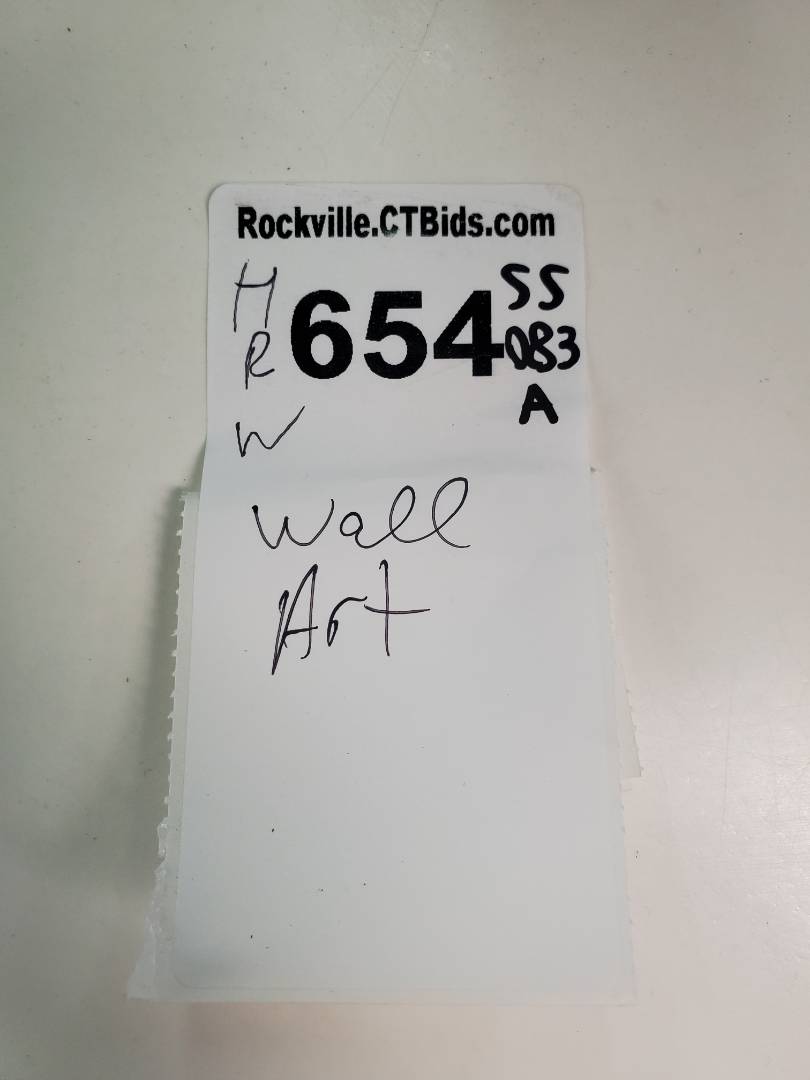 Rockville.CTBids.com
H
R
W
654
SS
083
A
Wall
Art